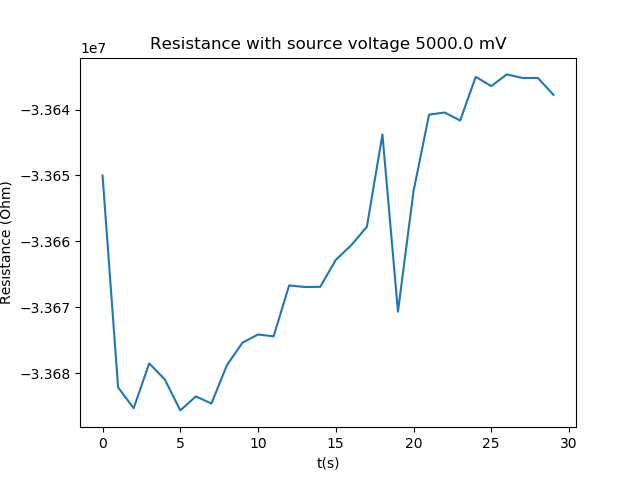 Resistance with source voltage 5000.0 mV
1e7
−3.364
−3.365
−3.366
−3.367
−3.368
Resistance (Ohm)
0 5 10 15 20 25 30
t(s)